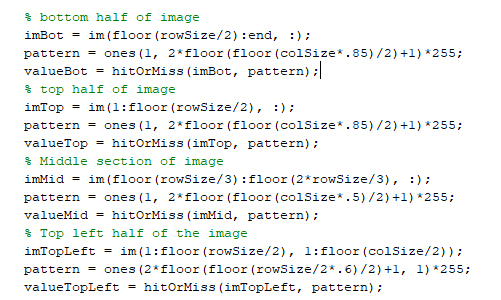 % bottom half of image
imBot = im(floor(rowSize/2):end, :);
pattern = ones(1, 2*floor(floor(colSize*.85)/2)+1)*255;
valueBot = hitOrMiss(imBot, pattern);
% top half of image
imTop = im(1:floor(rowSize/2), :);
pattern = ones(1, 2*floor(floor(colSize*.85)/2)+1)*255;
valueTop = hitOrMiss(imTop, pattern);
% Middle section of image
imMid = im(floor(rowSize/3):floor(2*rowSize/3), :);
pattern = ones(1, 2*floor(floor(colSize*.5)/2)+1)*255;
valueMid = hitOrMiss(imMid, pattern);
% Top left half of the image
imTopLeft = im(1:floor(rowSize/2), 1:floor(colSize/2));
pattern = ones(2*floor(floor(rowSize/2*.6)/2)+1, 1)*255;
valueTopLeft = hitOrMiss(imTopLeft, pattern);